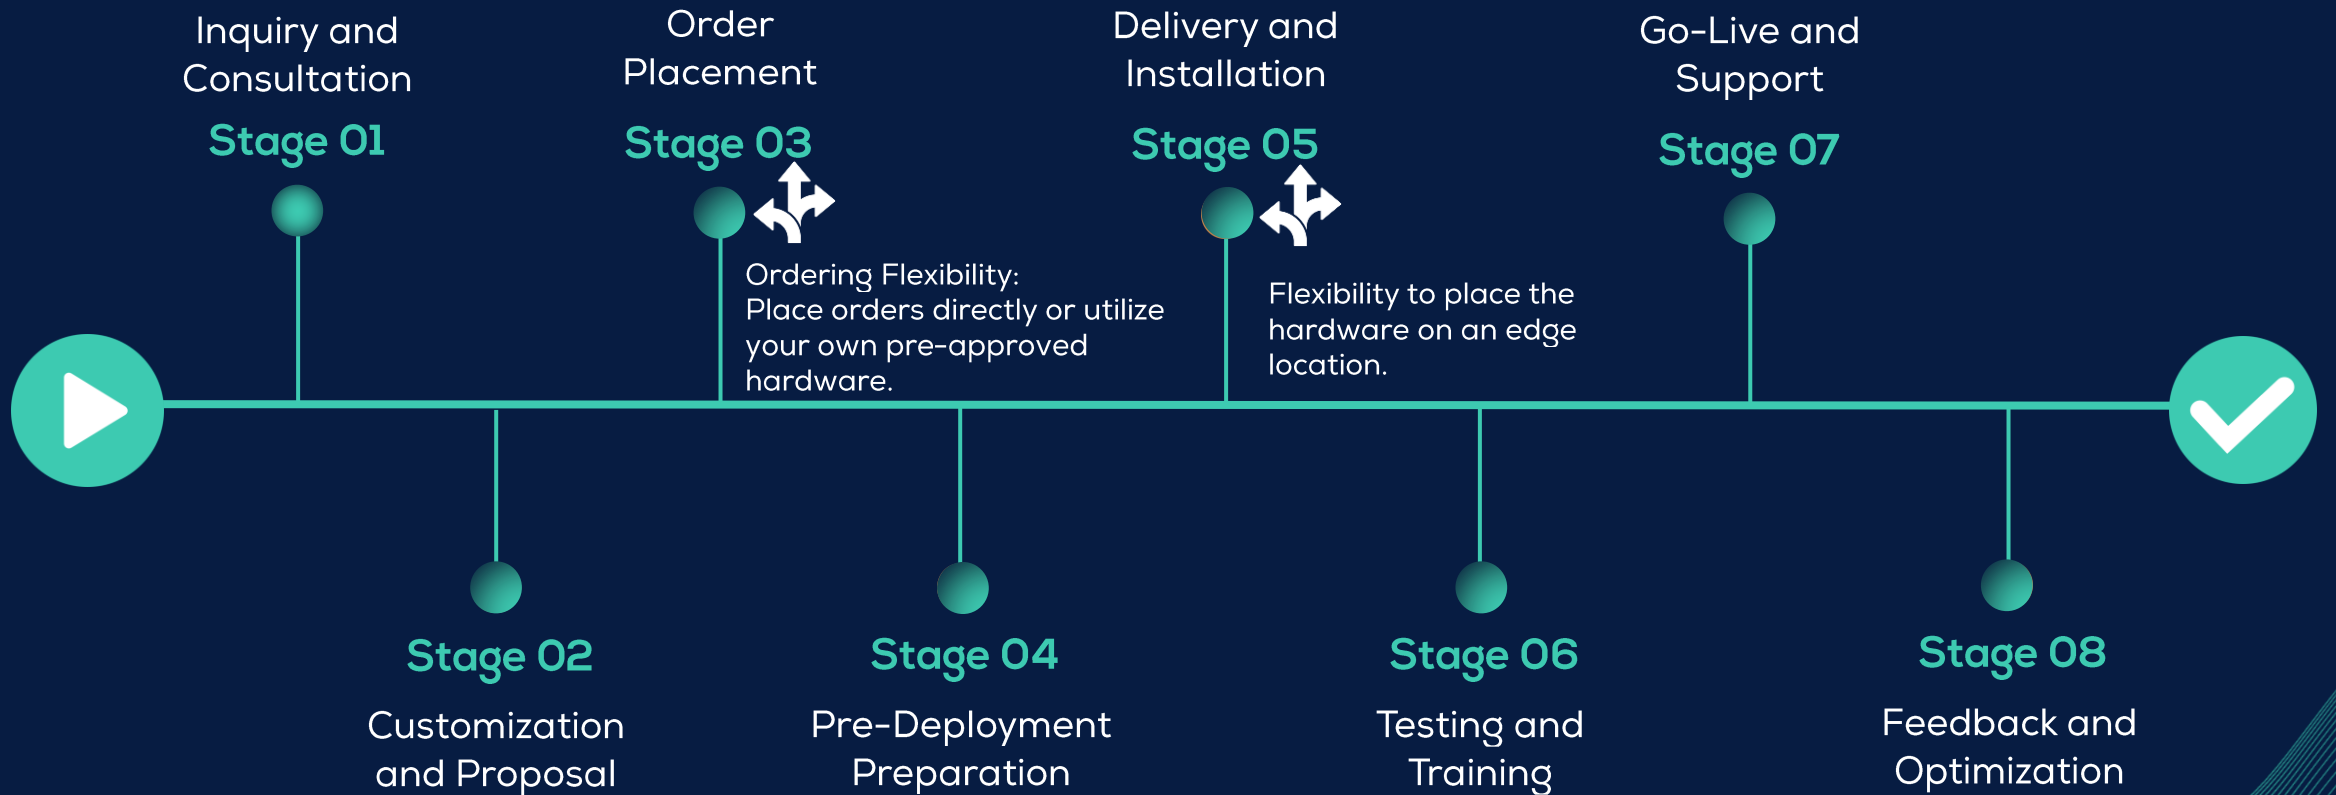 Inquiry and
Consultation
Stage 01
Order
Placement
Stage 03
Ordering Flexibility:
Place orders directly or utilize
your own pre-approved
hardware.
Delivery and
Installation
Stage 05
Flexibility to place the
hardware on an edge
location.
Go-Live and
Support
Stage 07
Stage 02
Customization
and Proposal
Stage 04
Pre-Deployment
Preparation
Stage 06
Testing and
Training
Stage 08
Feedback and
Optimization